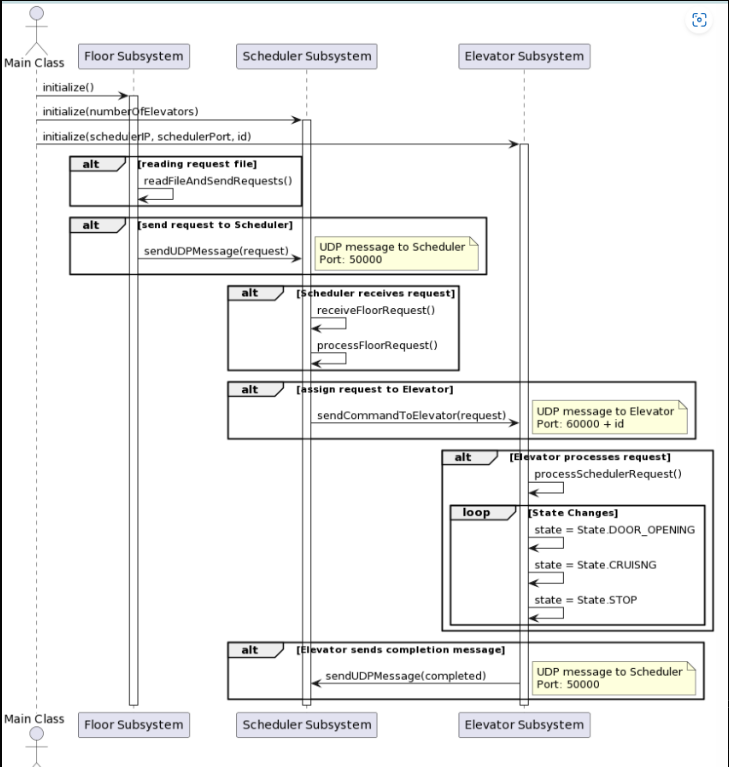 Main Class
Floor Subsystem
Scheduler Subsystem
Elevator Subsystem
initialize()
initialize(numberOfElevators)
initialize(schedulerIP, schedulerPort, id)
alt
[reading request file]
readFileAndSendRequests()
alt
[send request to Scheduler]
sendUDPMessage(request)
UDP message to Scheduler
Port: 50000
alt
[Scheduler receives request]
receiveFloorRequest()
processFloorRequest()
alt
[assign request to Elevator]
sendCommandToElevator(request)
UDP message to Elevator
Port: 60000 + id
alt
[Elevator processes request]
processSchedulerRequest()
loop
[State Changes]
state = State.DOOR_OPENING
state = State.CRUISNG
state = State.STOP
alt
[Elevator sends completion message]
sendUDPMessage(completed)
UDP message to Scheduler
Port: 50000
Main Class
Floor Subsystem
Scheduler Subsystem
Elevator Subsystem